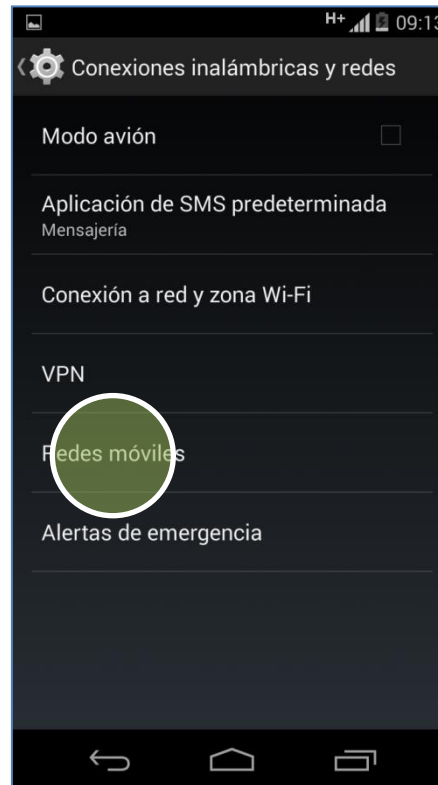 H+ 09:13
Conexiones inalámbricas y redes
Modo avión
Aplicación de SMS predeterminada
Mensajería
Conexión a red y zona Wi-Fi
VPN
Redes móviles
Alertas de emergencia